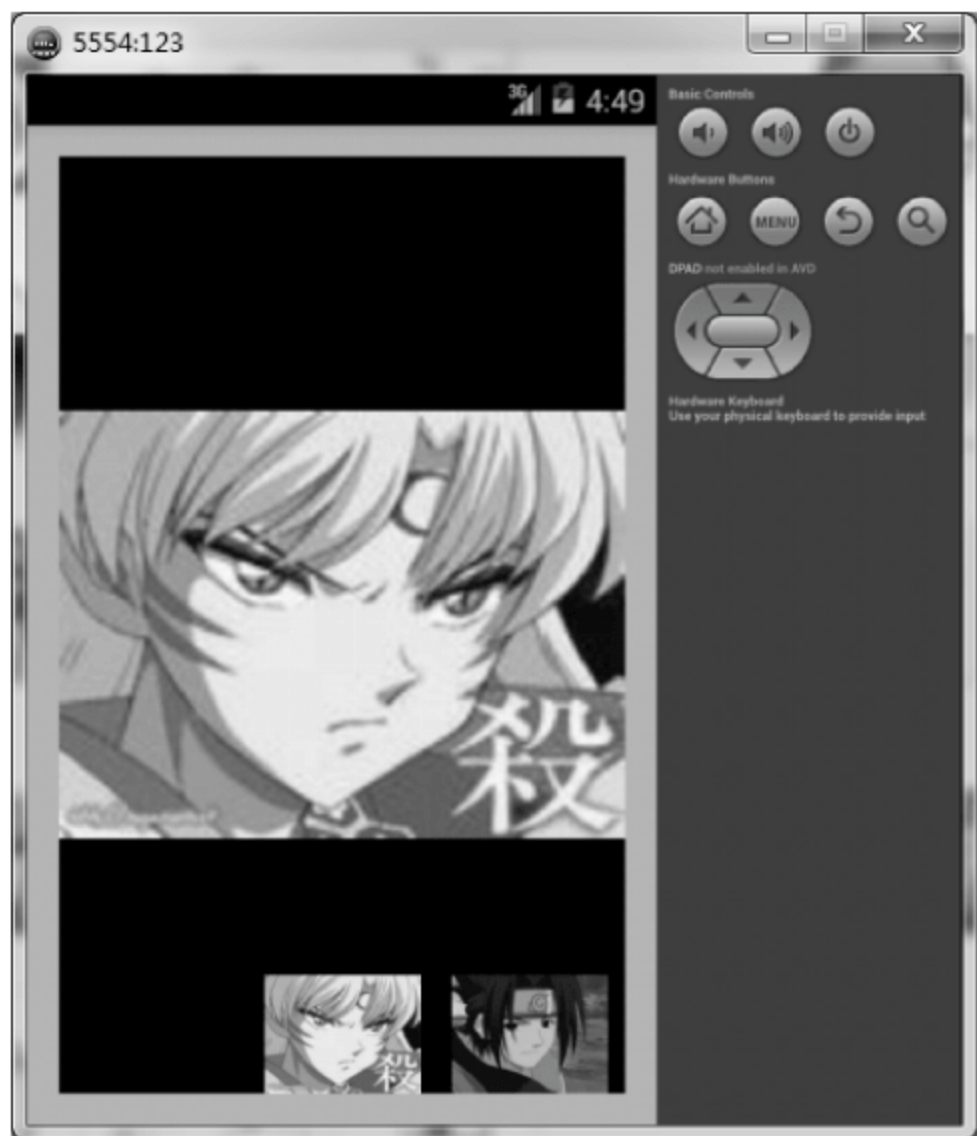 5554:123
3G 4:49
Basic Controls
Hardware Buttons
MENU
DPAD not enabled in AVD
Hardware Keyboard
Use your physical keyboard to provide input
殺
殺